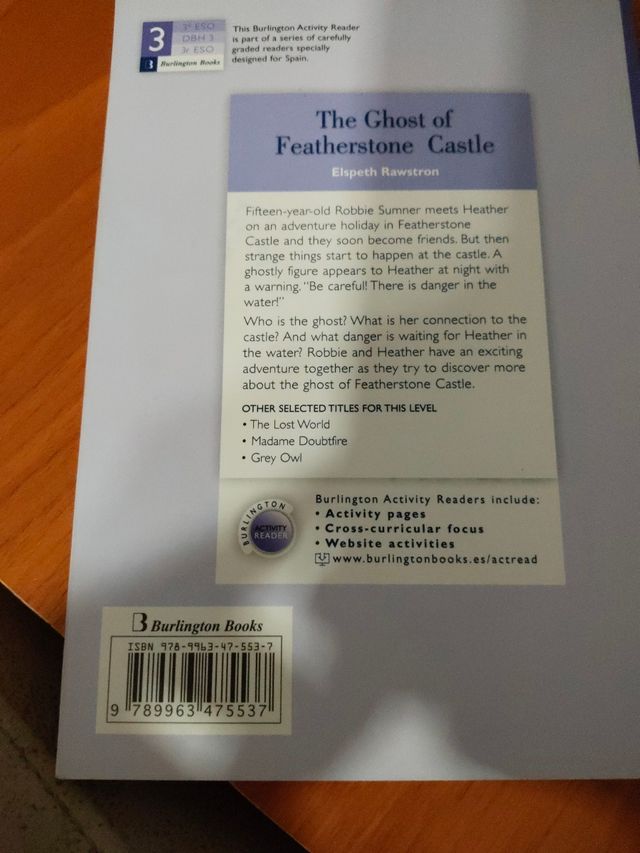 3
3º ESO
DBH 3
3r ESO
Burlington Books
This Burlington Activity Reader
is part of a series of carefully
graded readers specially
designed for Spain.
The Ghost of
Featherstone Castle
Elspeth Rawstron
Fifteen-year-old Robbie Sumner meets Heather
on an adventure holiday in Featherstone
Castle and they soon become friends. But then
strange things start to happen at the castle. A
ghostly figure appears to Heather at night with
a warning. "Be careful! There is danger in the
water!"
Who is the ghost? What is her connection to the
castle? And what danger is waiting for Heather in
the water? Robbie and Heather have an exciting
adventure together as they try to discover more
about the ghost of Featherstone Castle.
OTHER SELECTED TITLES FOR THIS LEVEL
• The Lost World
• Madame Doubtfire
• Grey Owl
BURLINGTON
ACTIVITY
READER
Burlington Activity Readers include:
• Activity pages
• Cross-curricular focus
• Website activities
www.burlingtonbooks.es/actread
B Burlington Books
ISBN 978-9963-47-553-7
9 789963 475537